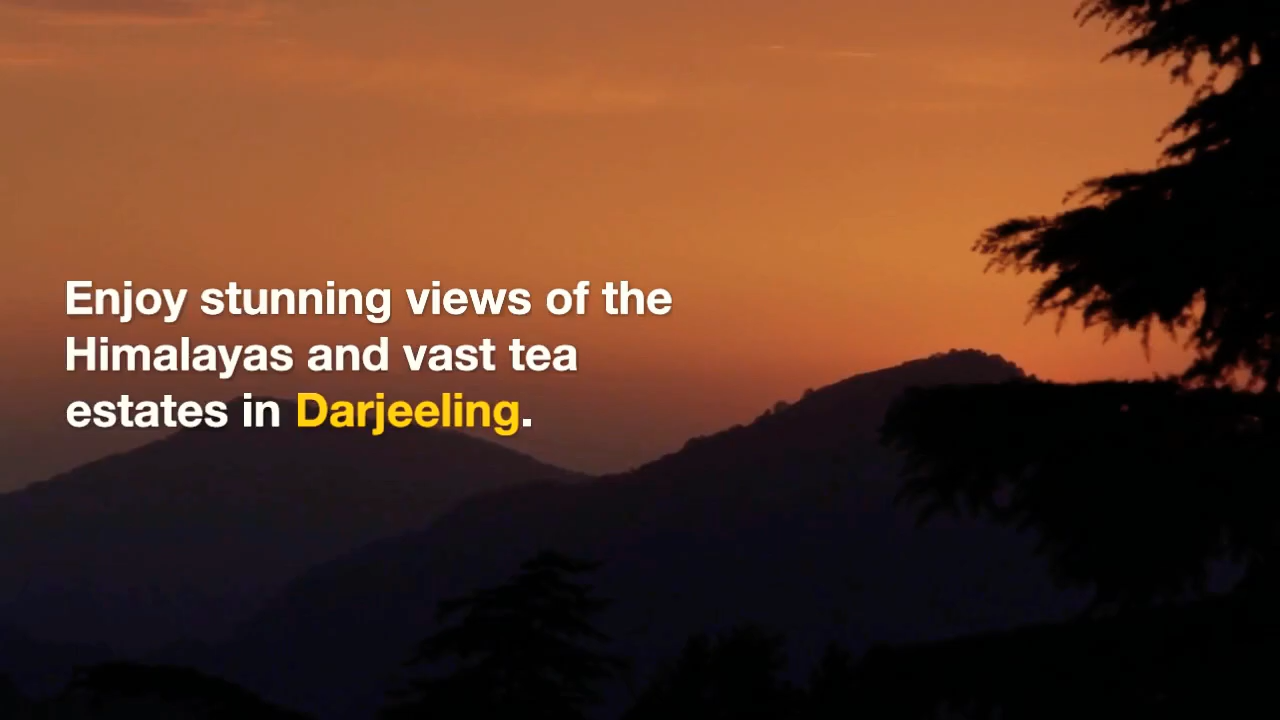 Enjoy stunning views of the
Himalayas and vast tea
estates in Darjeeling.